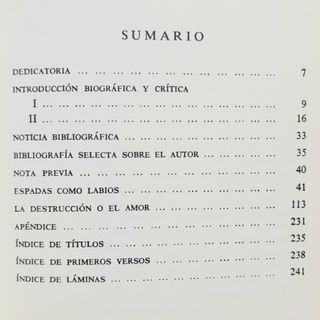 SUMARIO
DEDICATORIA ... ... ... ... ... ... ... ... ... ... ... 7
INTRODUCCIÓN BIOGRÁFICA Y CRÍTICA
I ... ... ... ... ... ... ... ... ... ... ... ... ... 9
II ... ... ... ... ... ... ... ... ... ... ... ... ... 16
NOTICIA BIBLIOGRÁFICA ... ... ... ... ... ... ... ... 33
BIBLIOGRAFÍA SELECTA SOBRE EL AUTOR ... ... ... ... 35
NOTA PREVIA ... ... ... ... ... ... ... ... ... ... ... 40
ESPADAS COMO LABIOS ... ... ... ... ... ... ... ... 41
LA DESTRUCCIÓN O EL AMOR ... ... ... ... ... ... ... 113
APÉNDICE ... ... ... ... ... ... ... ... ... ... ... ... 231
ÍNDICE DE TÍTULOS ... ... ... ... ... ... ... ... ... 235
ÍNDICE DE PRIMEROS VERSOS ... ... ... ... ... ... ... 238
ÍNDICE DE LÁMINAS ... ... ... ... ... ... ... ... ... 241